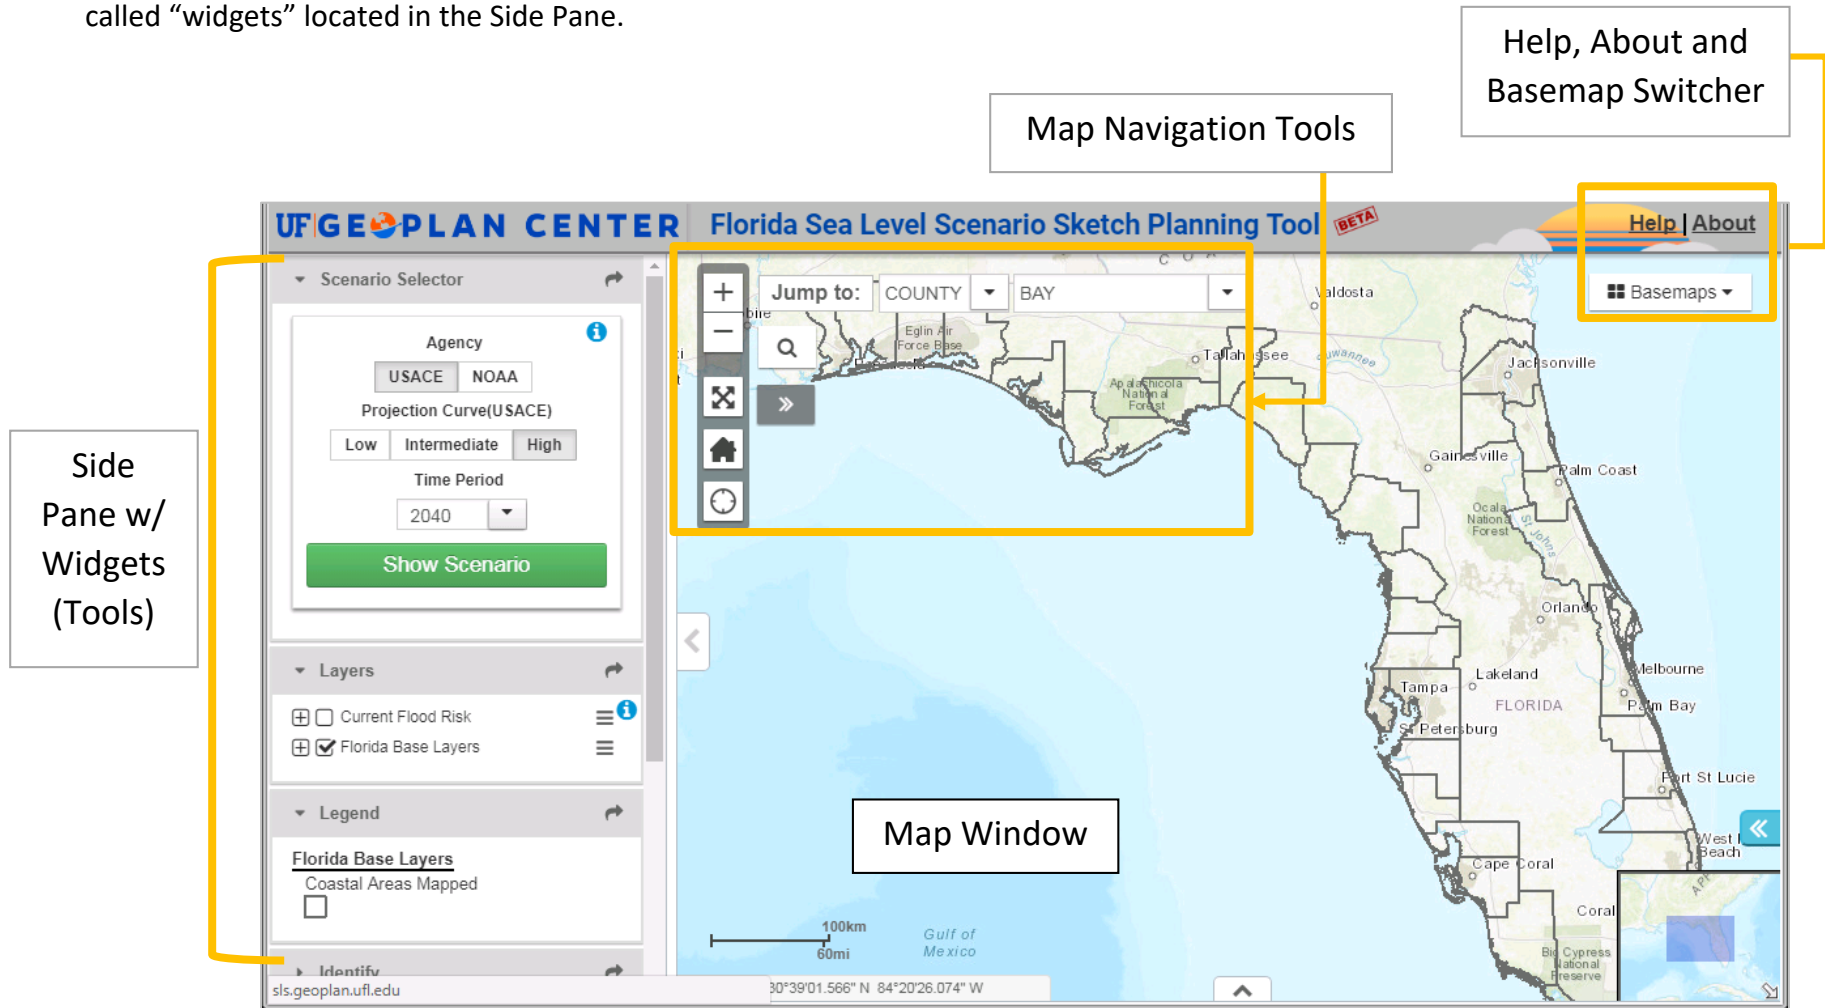 called “widgets” located in the Side Pane.
Help, About and
Basemap Switcher
Map Navigation Tools
UF GEOPLAN CENTER
Florida Sea Level Scenario Sketch Planning Tool BETA
Help | About
Scenario Selector
Jump to: COUNTY BAY
Basemaps
Agency
USACE NOAA
Projection Curve(USACE)
Low Intermediate High
Time Period
2040
Show Scenario
Side
Pane w/
Widgets
(Tools)
Layers
Current Flood Risk
Florida Base Layers
Legend
Florida Base Layers
Coastal Areas Mapped
Identify
sls.geoplan.ufl.edu
Valdosta
Eglin Air
Force Base
Tallahassee
Suwannee
Jacksonville
Apalachicola
National
Forest
Gainesville
Palm Coast
Ocala
National
Forest
St Johns
Orlando
Melbourne
Lakeland
Tampa
FLORIDA
Palm Bay
St Petersburg
Fort St Lucie
Map Window
West
Beach
Cape Coral
Coral
100km
60mi
Gulf of
Mexico
Big Cypress
National
Preserve
30°39'01.566" N 84°20'26.074" W